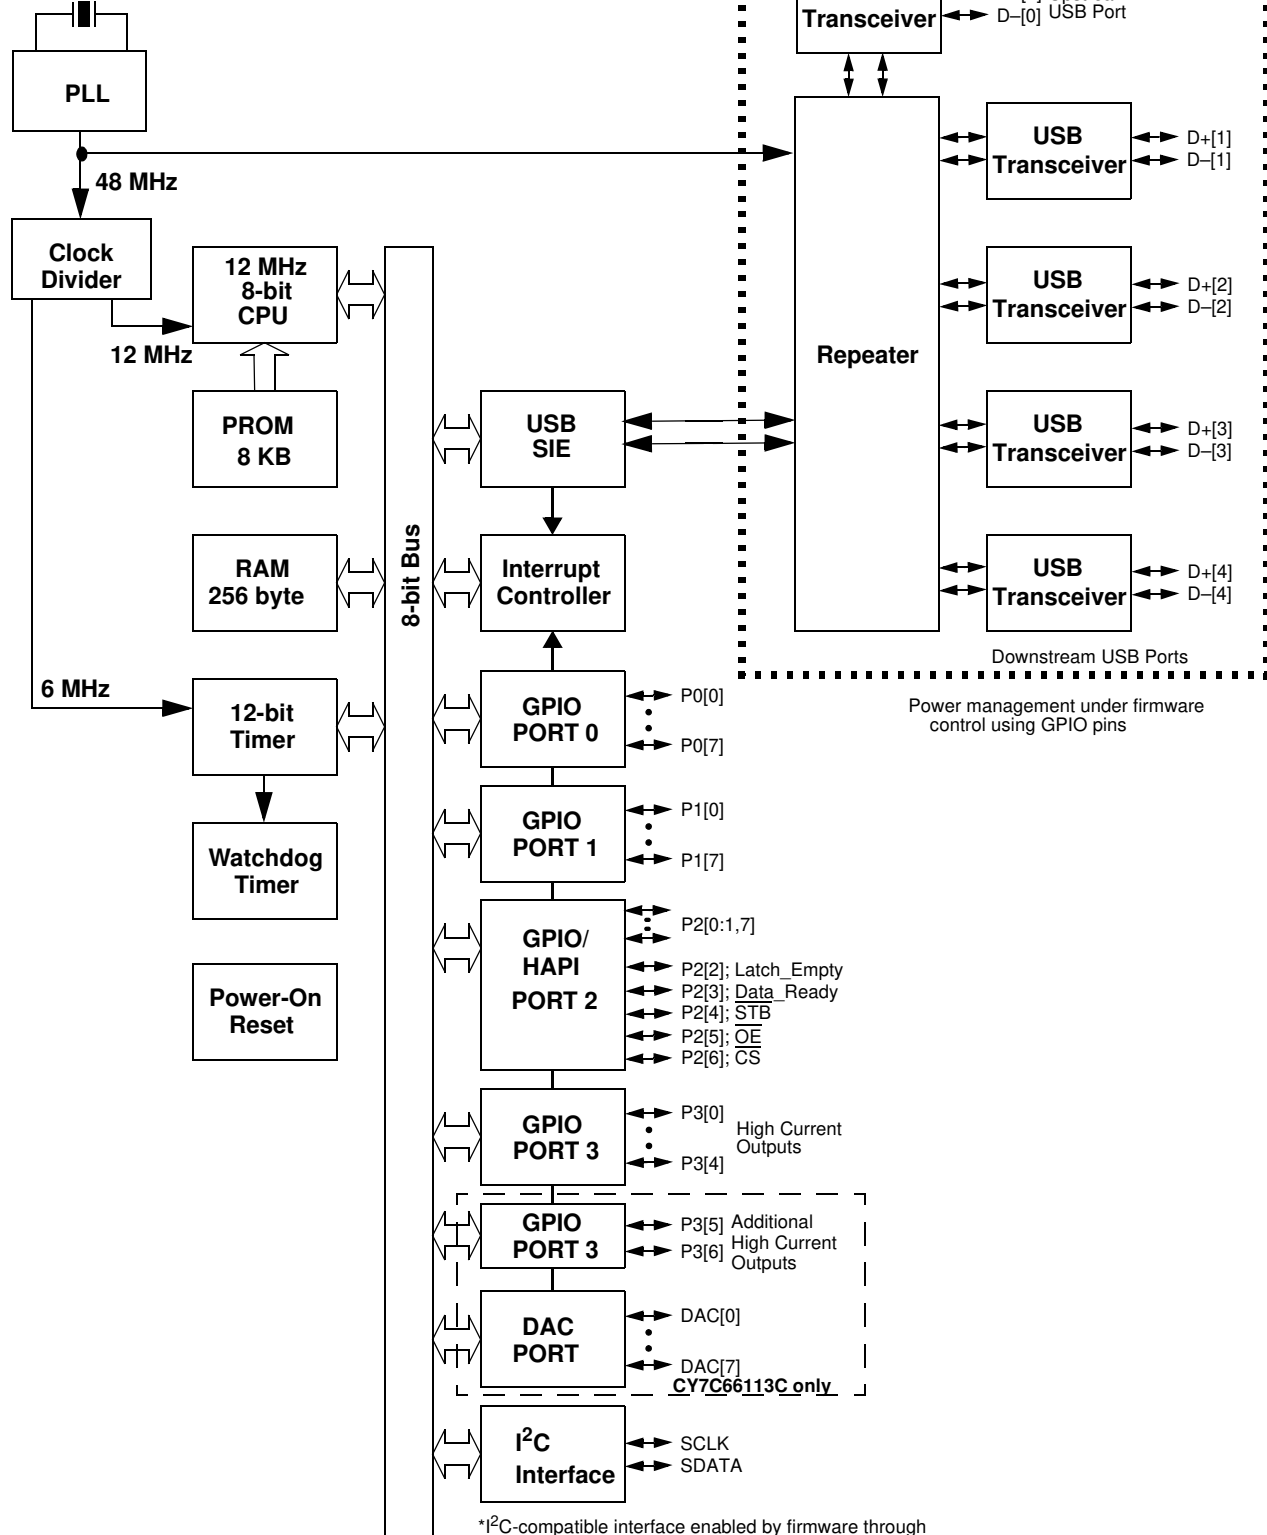 Transceiver
D–[0] USB Port
PLL
48 MHz
Clock
Divider
12 MHz
8-bit
CPU
12 MHz
PROM
8 KB
RAM
256 byte
6 MHz
12-bit
Timer
Watchdog
Timer
Power-On
Reset
8-bit Bus
USB
SIE
Interrupt
Controller
GPIO
PORT 0
P0[0]
P0[7]
GPIO
PORT 1
P1[0]
P1[7]
GPIO/
HAPI
PORT 2
P2[0:1,7]
P2[2]; Latch_Empty
P2[3]; Data_Ready
P2[4]; STB
P2[5]; OE
P2[6]; CS
GPIO
PORT 3
P3[0]
P3[4]
High Current
Outputs
GPIO
PORT 3
P3[5]
P3[6]
Additional
High Current
Outputs
DAC
PORT
DAC[0]
DAC[7]
CY7C66113C only
I²C
Interface
SCLK
SDATA
*I²C-compatible interface enabled by firmware through
Repeater
USB
Transceiver
D+[1]
D–[1]
USB
Transceiver
D+[2]
D–[2]
USB
Transceiver
D+[3]
D–[3]
USB
Transceiver
D+[4]
D–[4]
Downstream USB Ports
Power management under firmware
control using GPIO pins